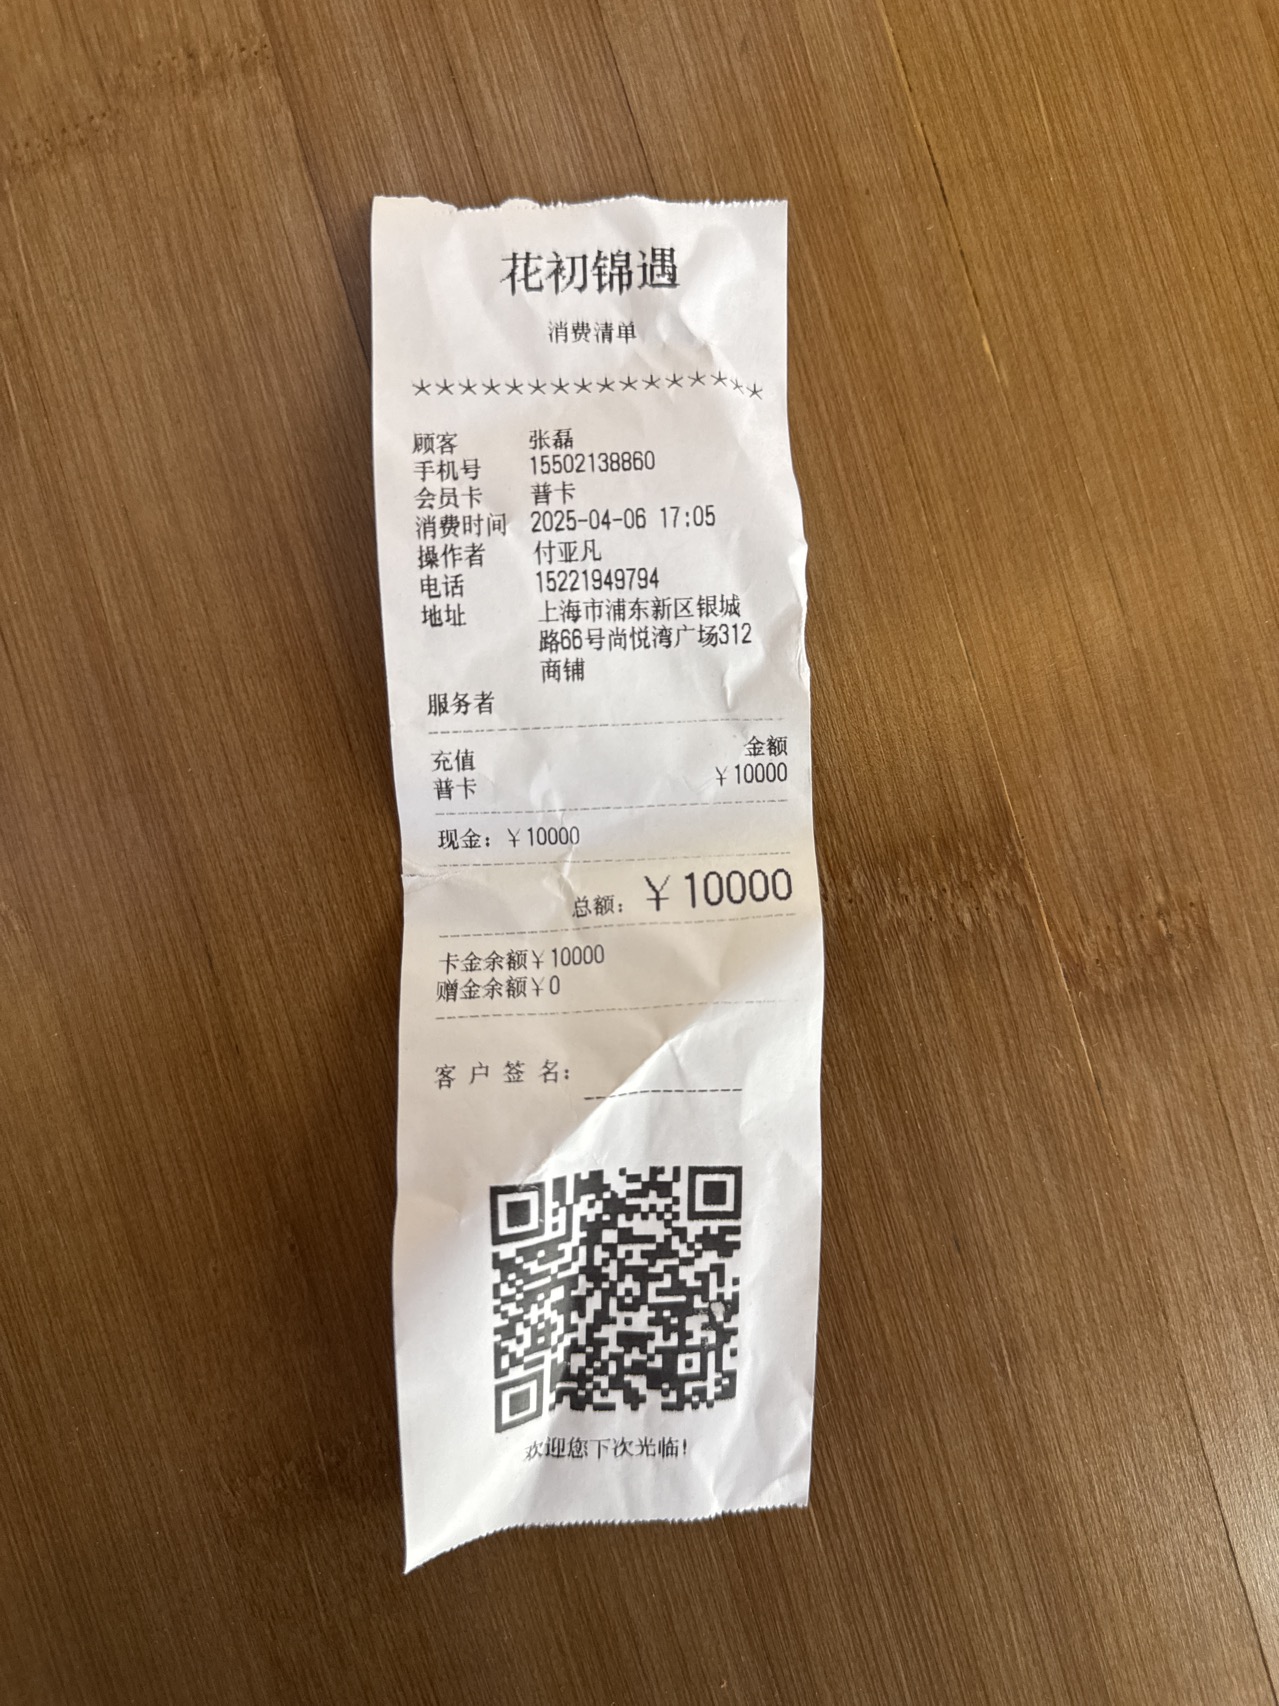 花初锦遇
消费清单
***************
顾客 张磊
手机号 15502138860
会员卡 普卡
消费时间 2025-04-06 17:05
操作者 付亚凡
电话 15221949794
地址 上海市浦东新区银城
路66号尚悦湾广场312
商铺
服务者
充值 金额
普卡 ¥10000
现金：¥10000
总额：¥10000
卡金余额¥10000
赠金余额¥0
客户签名：
欢迎您下次光临!